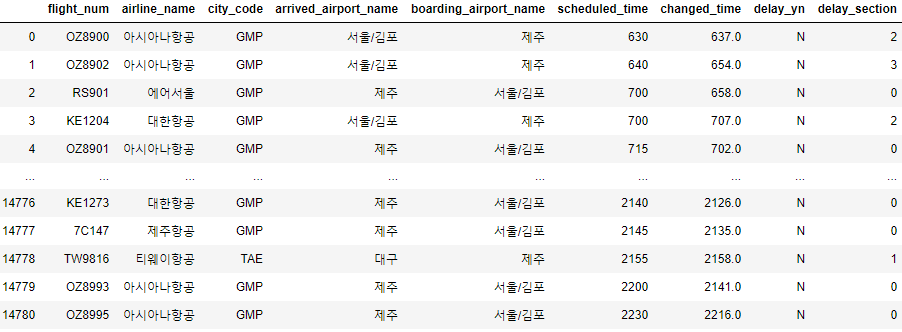 flight_num airline_name city_code arrived_airport_name boarding_airport_name scheduled_time changed_time delay_yn delay_section
0 OZ8900 아시아나항공 GMP 서울/김포 제주 630 637.0 N 2
1 OZ8902 아시아나항공 GMP 서울/김포 제주 640 654.0 N 3
2 RS901 에어서울 GMP 제주 서울/김포 700 658.0 N 0
3 KE1204 대한항공 GMP 서울/김포 제주 700 707.0 N 2
4 OZ8901 아시아나항공 GMP 제주 서울/김포 715 702.0 N 0
... ... ... ... ... ... ... ... ... ...
14776 KE1273 대한항공 GMP 제주 서울/김포 2140 2126.0 N 0
14777 7C147 제주항공 GMP 제주 서울/김포 2145 2135.0 N 0
14778 TW9816 티웨이항공 TAE 대구 제주 2155 2158.0 N 1
14779 OZ8993 아시아나항공 GMP 제주 서울/김포 2200 2141.0 N 0
14780 OZ8995 아시아나항공 GMP 제주 서울/김포 2230 2216.0 N 0